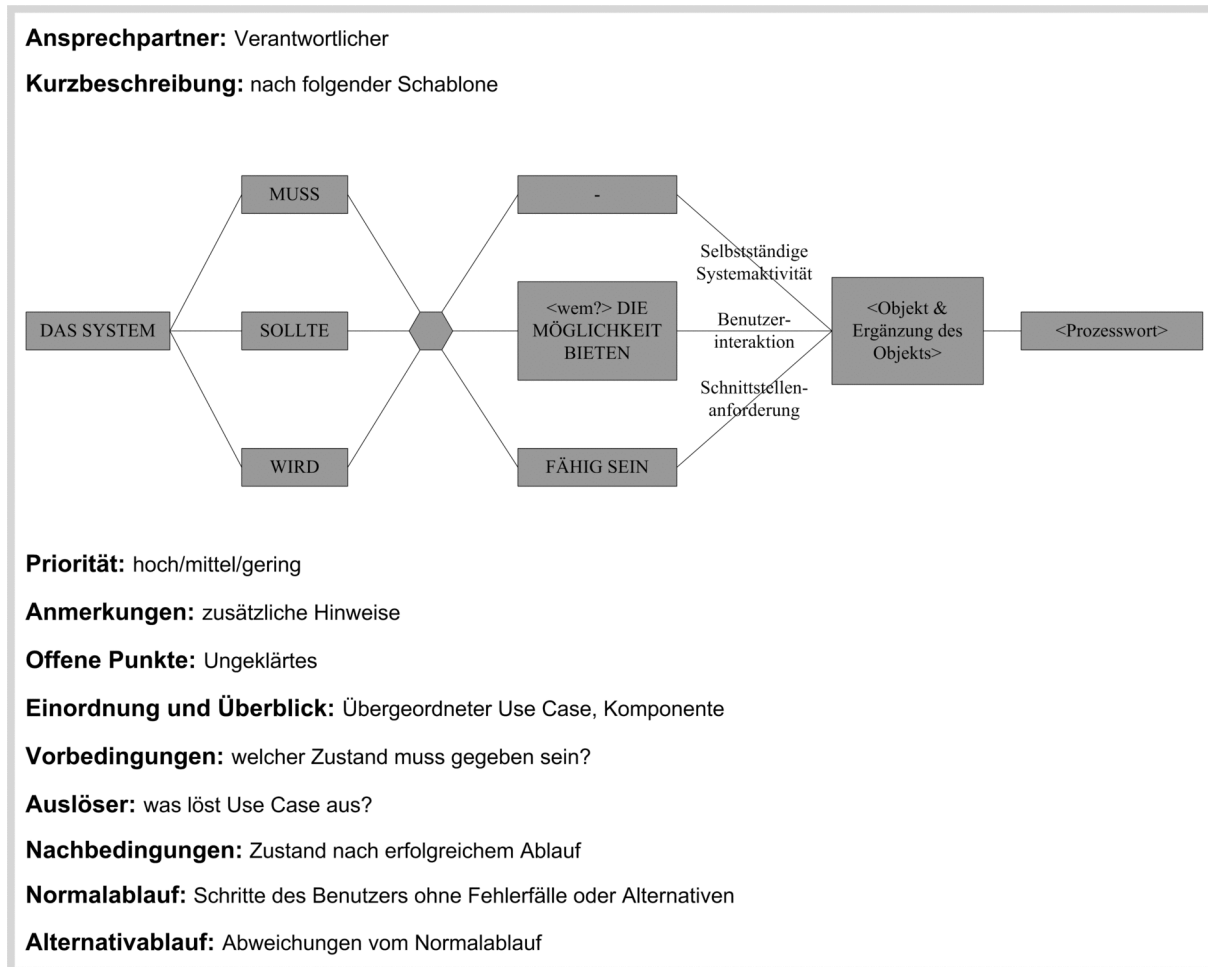 Ansprechpartner: Verantwortlicher
Kurzbeschreibung: nach folgender Schablone
MUSS
-
Selbstständige
Systemaktivität
DAS SYSTEM
SOLLTE
<wem?> DIE
MÖGLICHKEIT
BIETEN
Benutzer-
interaktion
<Objekt &
Ergänzung des
Objekts>
<Prozesswort>
Schnittstellen-
anforderung
WIRD
FÄHIG SEIN
Priorität: hoch/mittel/gering
Anmerkungen: zusätzliche Hinweise
Offene Punkte: Ungeklärtes
Einordnung und Überblick: Übergeordneter Use Case, Komponente
Vorbedingungen: welcher Zustand muss gegeben sein?
Auslöser: was löst Use Case aus?
Nachbedingungen: Zustand nach erfolgreichem Ablauf
Normalablauf: Schritte des Benutzers ohne Fehlerfälle oder Alternativen
Alternativablauf: Abweichungen vom Normalablauf